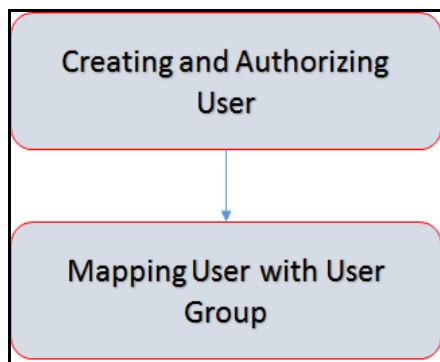 Creating and Authorizing
User
Mapping User with User
Group